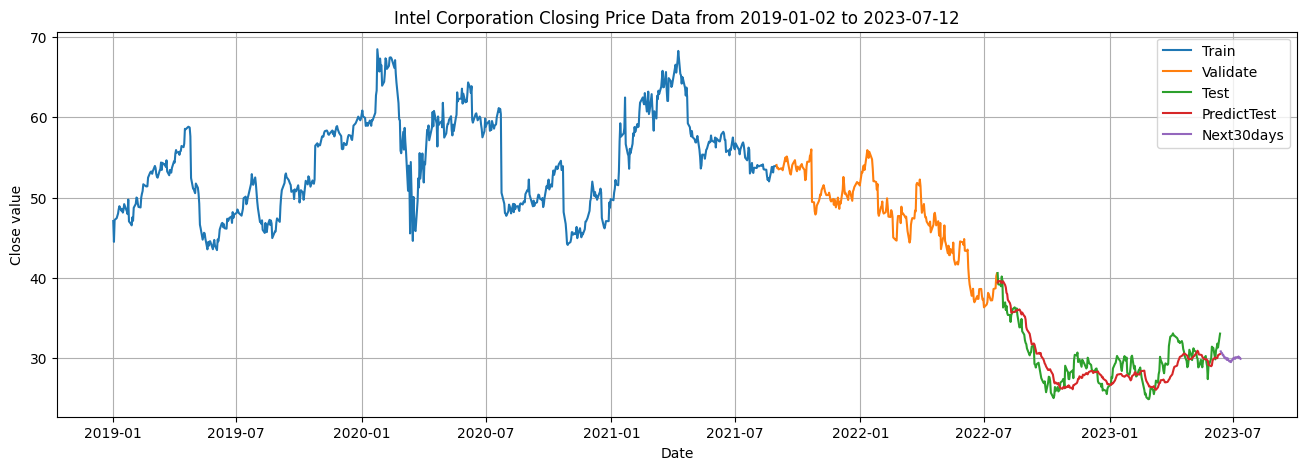 Intel Corporation Closing Price Data from 2019-01-02 to 2023-07-12
70
60
50
40
30
Close value
Train
Validate
Test
PredictTest
Next30days
2019-01
2019-07
2020-01
2020-07
2021-01
2021-07
2022-01
2022-07
2023-01
2023-07
Date